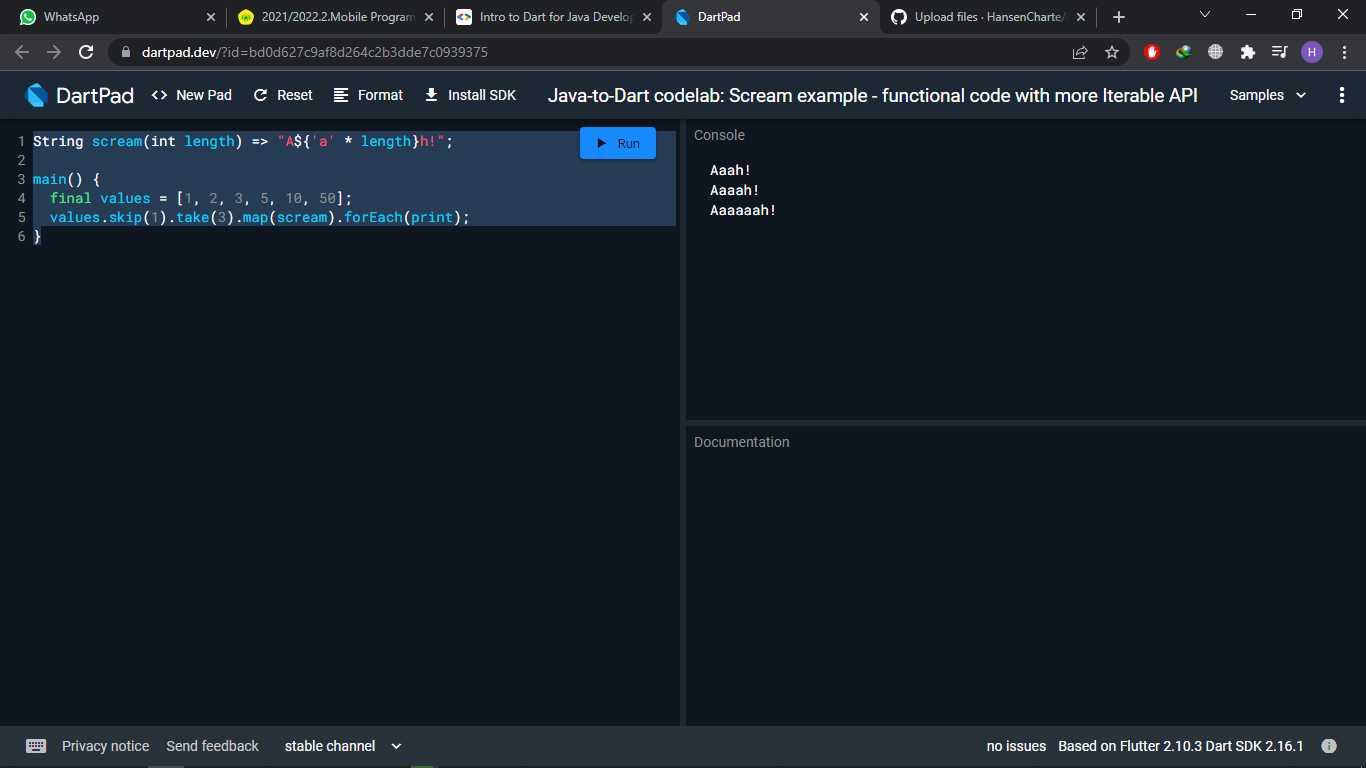 WhatsApp
2021/2022.2.Mobile Program
Intro to Dart for Java Develop
DartPad
Upload files · HansenCharte/
dartpad.dev/?id=bd0d627c9af8d264c2b3dde7c0939375
H
DartPad
<> New Pad
Reset
Format
Install SDK
Java-to-Dart codelab: Scream example - functional code with more Iterable API
Samples
1 String scream(int length) => "A${'a' * length}h!";
2
3 main() {
4   final values = [1, 2, 3, 5, 10, 50];
5   values.skip(1).take(3).map(scream).forEach(print);
6 }
Run
Console
Aaah!
Aaaah!
Aaaaaah!
Documentation
Privacy notice
Send feedback
stable channel
no issues
Based on Flutter 2.10.3 Dart SDK 2.16.1